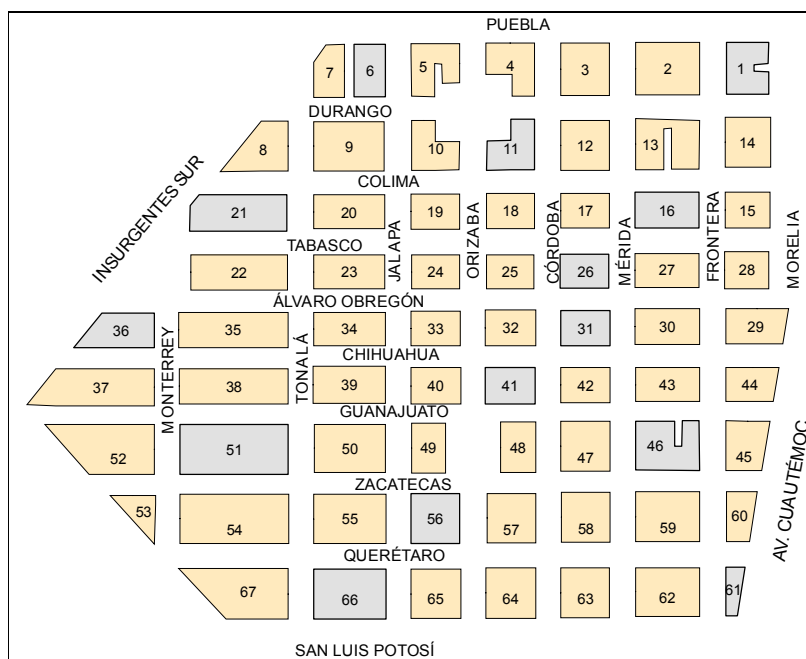 PUEBLA
7 6 5 4 3 2 1
DURANGO
8 9 10 11 12 13 14
COLIMA
INSURGENTES SUR
21 20 19 18 17 16 15
JALAPA
ORIZABA
CÓRDOBA
MÉRIDA
FRONTERA
MORELIA
TABASCO
22 23 24 25 26 27 28
ÁLVARO OBREGÓN
36 35 34 33 32 31 30 29
MONTERREY
TONALÁ
CHIHUAHUA
37 38 39 40 41 42 43 44
GUANAJUATO
52 51 50 49 48 47 46 45
AV. CUAUTÉMOC
ZACATECAS
53 54 55 56 57 58 59 60
QUERÉTARO
67 66 65 64 63 62 61
SAN LUIS POTOSÍ